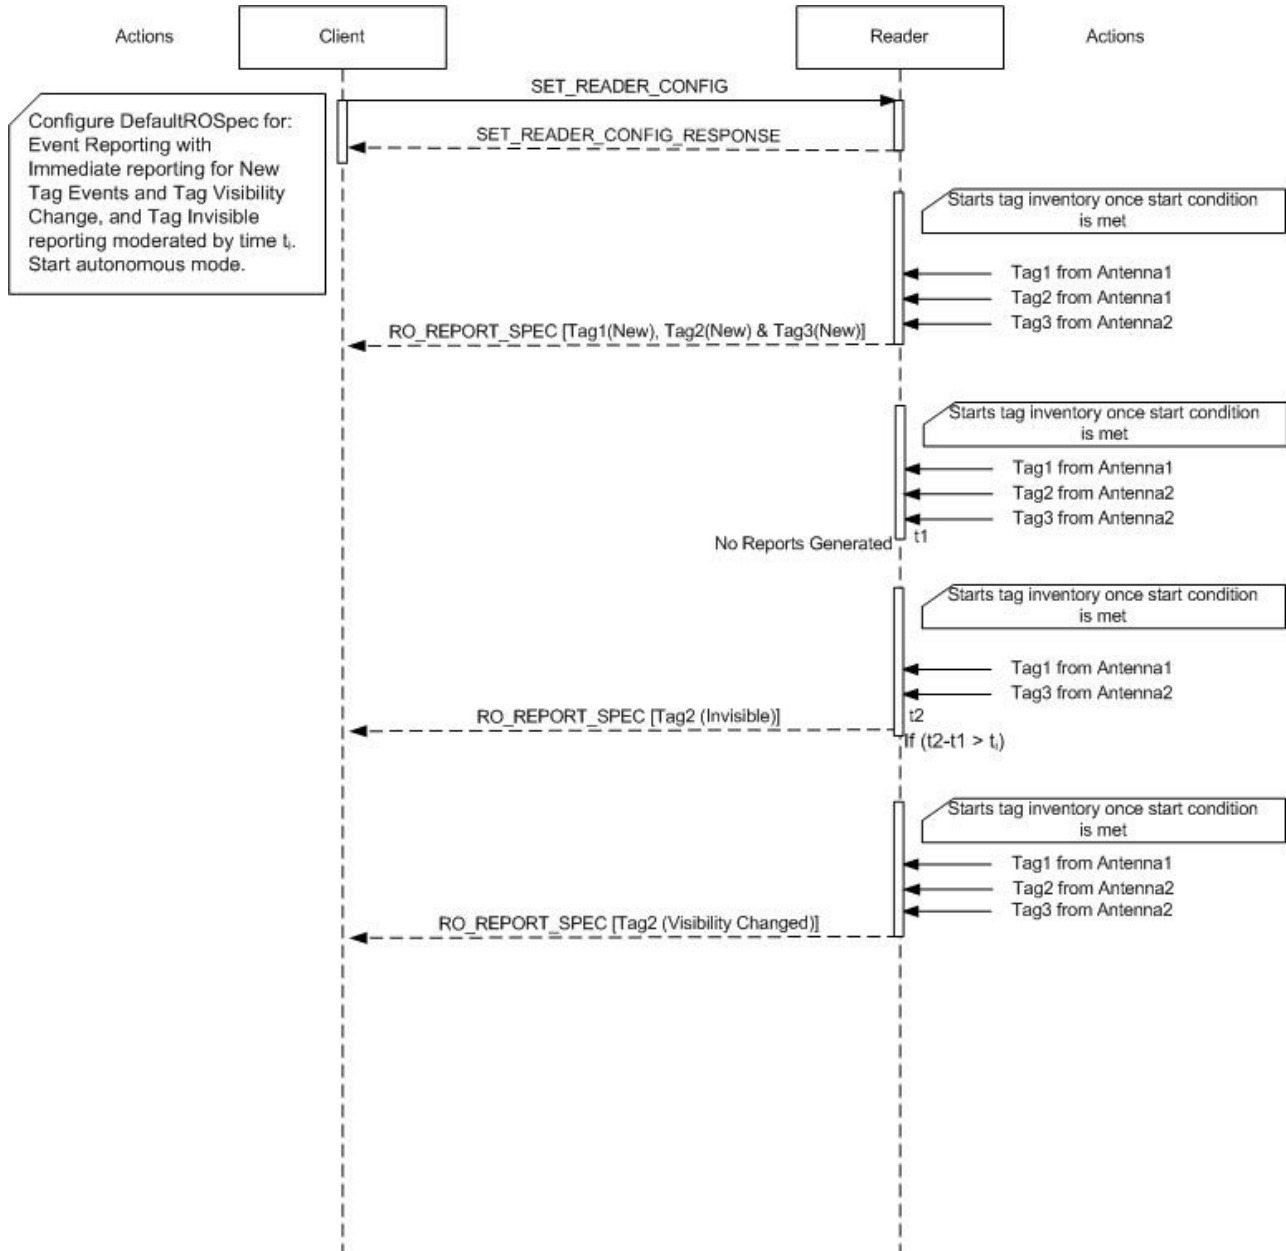 Actions
Client
Reader
Actions
SET_READER_CONFIG
Configure DefaultROSpec for:
Event Reporting with
Immediate reporting for New
Tag Events and Tag Visibility
Change, and Tag Invisible
reporting moderated by time tᵢ.
Start autonomous mode.
SET_READER_CONFIG_RESPONSE
Starts tag inventory once start condition
is met
Tag1 from Antenna1
Tag2 from Antenna1
Tag3 from Antenna2
RO_REPORT_SPEC [Tag1(New), Tag2(New) & Tag3(New)]
Starts tag inventory once start condition
is met
Tag1 from Antenna1
Tag2 from Antenna2
Tag3 from Antenna2
No Reports Generated
t1
Starts tag inventory once start condition
is met
Tag1 from Antenna1
Tag3 from Antenna2
RO_REPORT_SPEC [Tag2 (Invisible)]
t2
If (t2-t1 > tᵢ)
Starts tag inventory once start condition
is met
Tag1 from Antenna1
Tag2 from Antenna2
Tag3 from Antenna2
RO_REPORT_SPEC [Tag2 (Visibility Changed)]